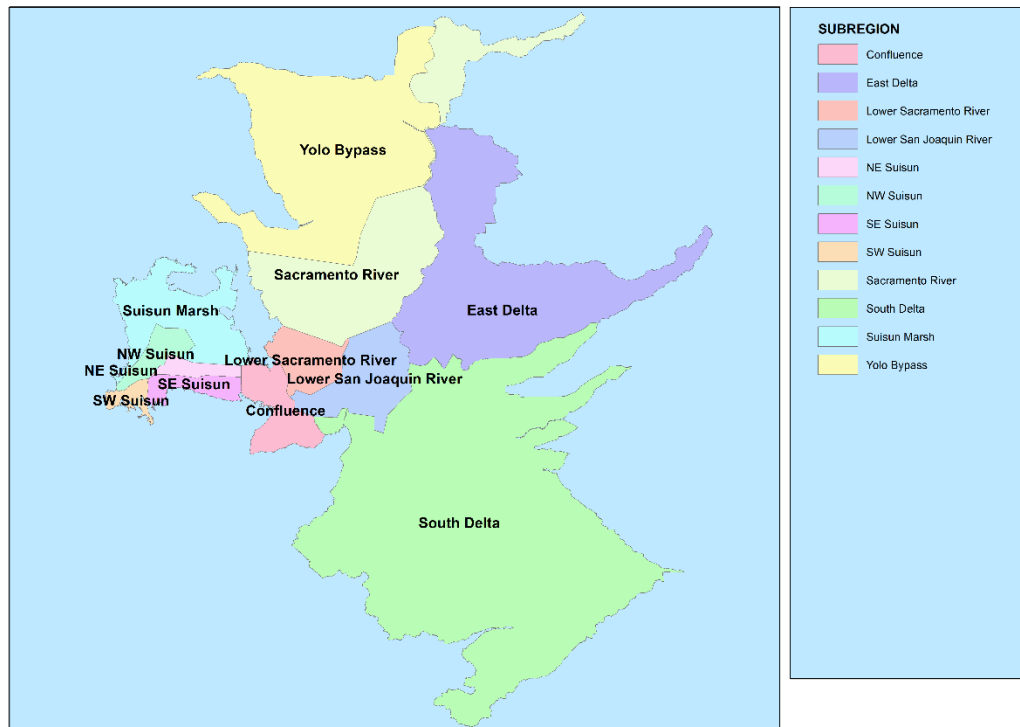 Yolo Bypass
Sacramento River
East Delta
Suisun Marsh
NW Suisun
Lower Sacramento River
NE Suisun
SE Suisun
Lower San Joaquin River
SW Suisun
Confluence
South Delta
SUBREGION
Confluence
East Delta
Lower Sacramento River
Lower San Joaquin River
NE Suisun
NW Suisun
SE Suisun
SW Suisun
Sacramento River
South Delta
Suisun Marsh
Yolo Bypass